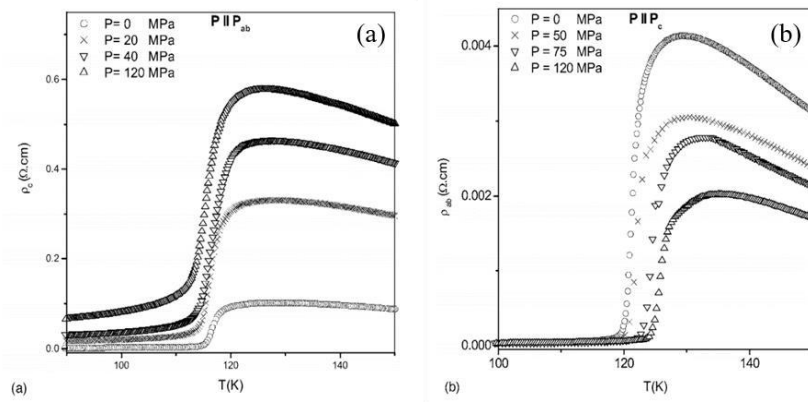 P= 0 MPa
P= 20 MPa
P= 40 MPa
P= 120 MPa
P ll P_ab
(a)
0.6
0.4
0.2
0.0
ρ_c(Ω.cm)
100
120
140
T(K)
(a)
P = 0 MPa
P = 50 MPa
P = 75 MPa
P = 120 MPa
P ll P_c
(b)
0.004
0.002
0.000
ρ_ab(Ω.cm)
100
120
140
T(K)
(b)